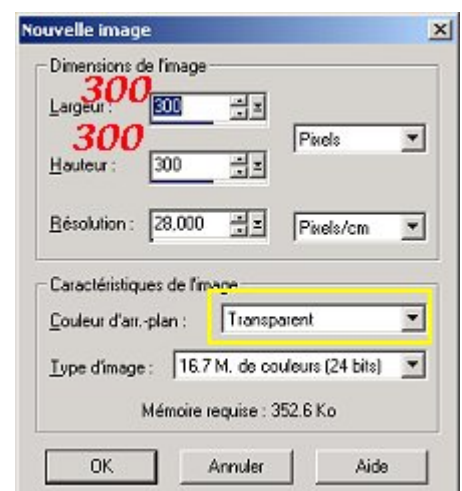 Nouvelle image
Dimensions de l'image
300
Largeur : 300
300
Pixels
Hauteur : 300
Résolution : 28.000 Pixels/cm
Caractéristiques de l'image
Couleur d'arr.-plan : Transparent
Type d'image : 16.7 M. de couleurs (24 bits)
Mémoire requise : 352.6 Ko
OK Annuler Aide